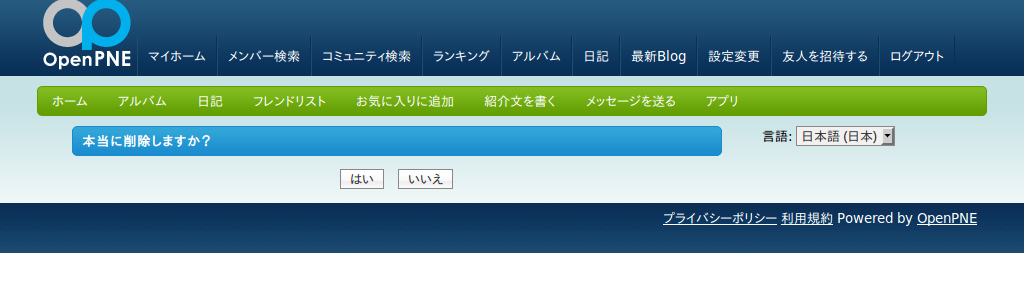 OpenPNE
マイホーム メンバー検索 コミュニティ検索 ランキング アルバム 日記 最新Blog 設定変更 友人を招待する ログアウト
ホーム アルバム 日記 フレンドリスト お気に入りに追加 紹介文を書く メッセージを送る アプリ
本当に削除しますか？ 言語: 日本語 (日本)
はい いいえ
プライバシーポリシー 利用規約 Powered by OpenPNE